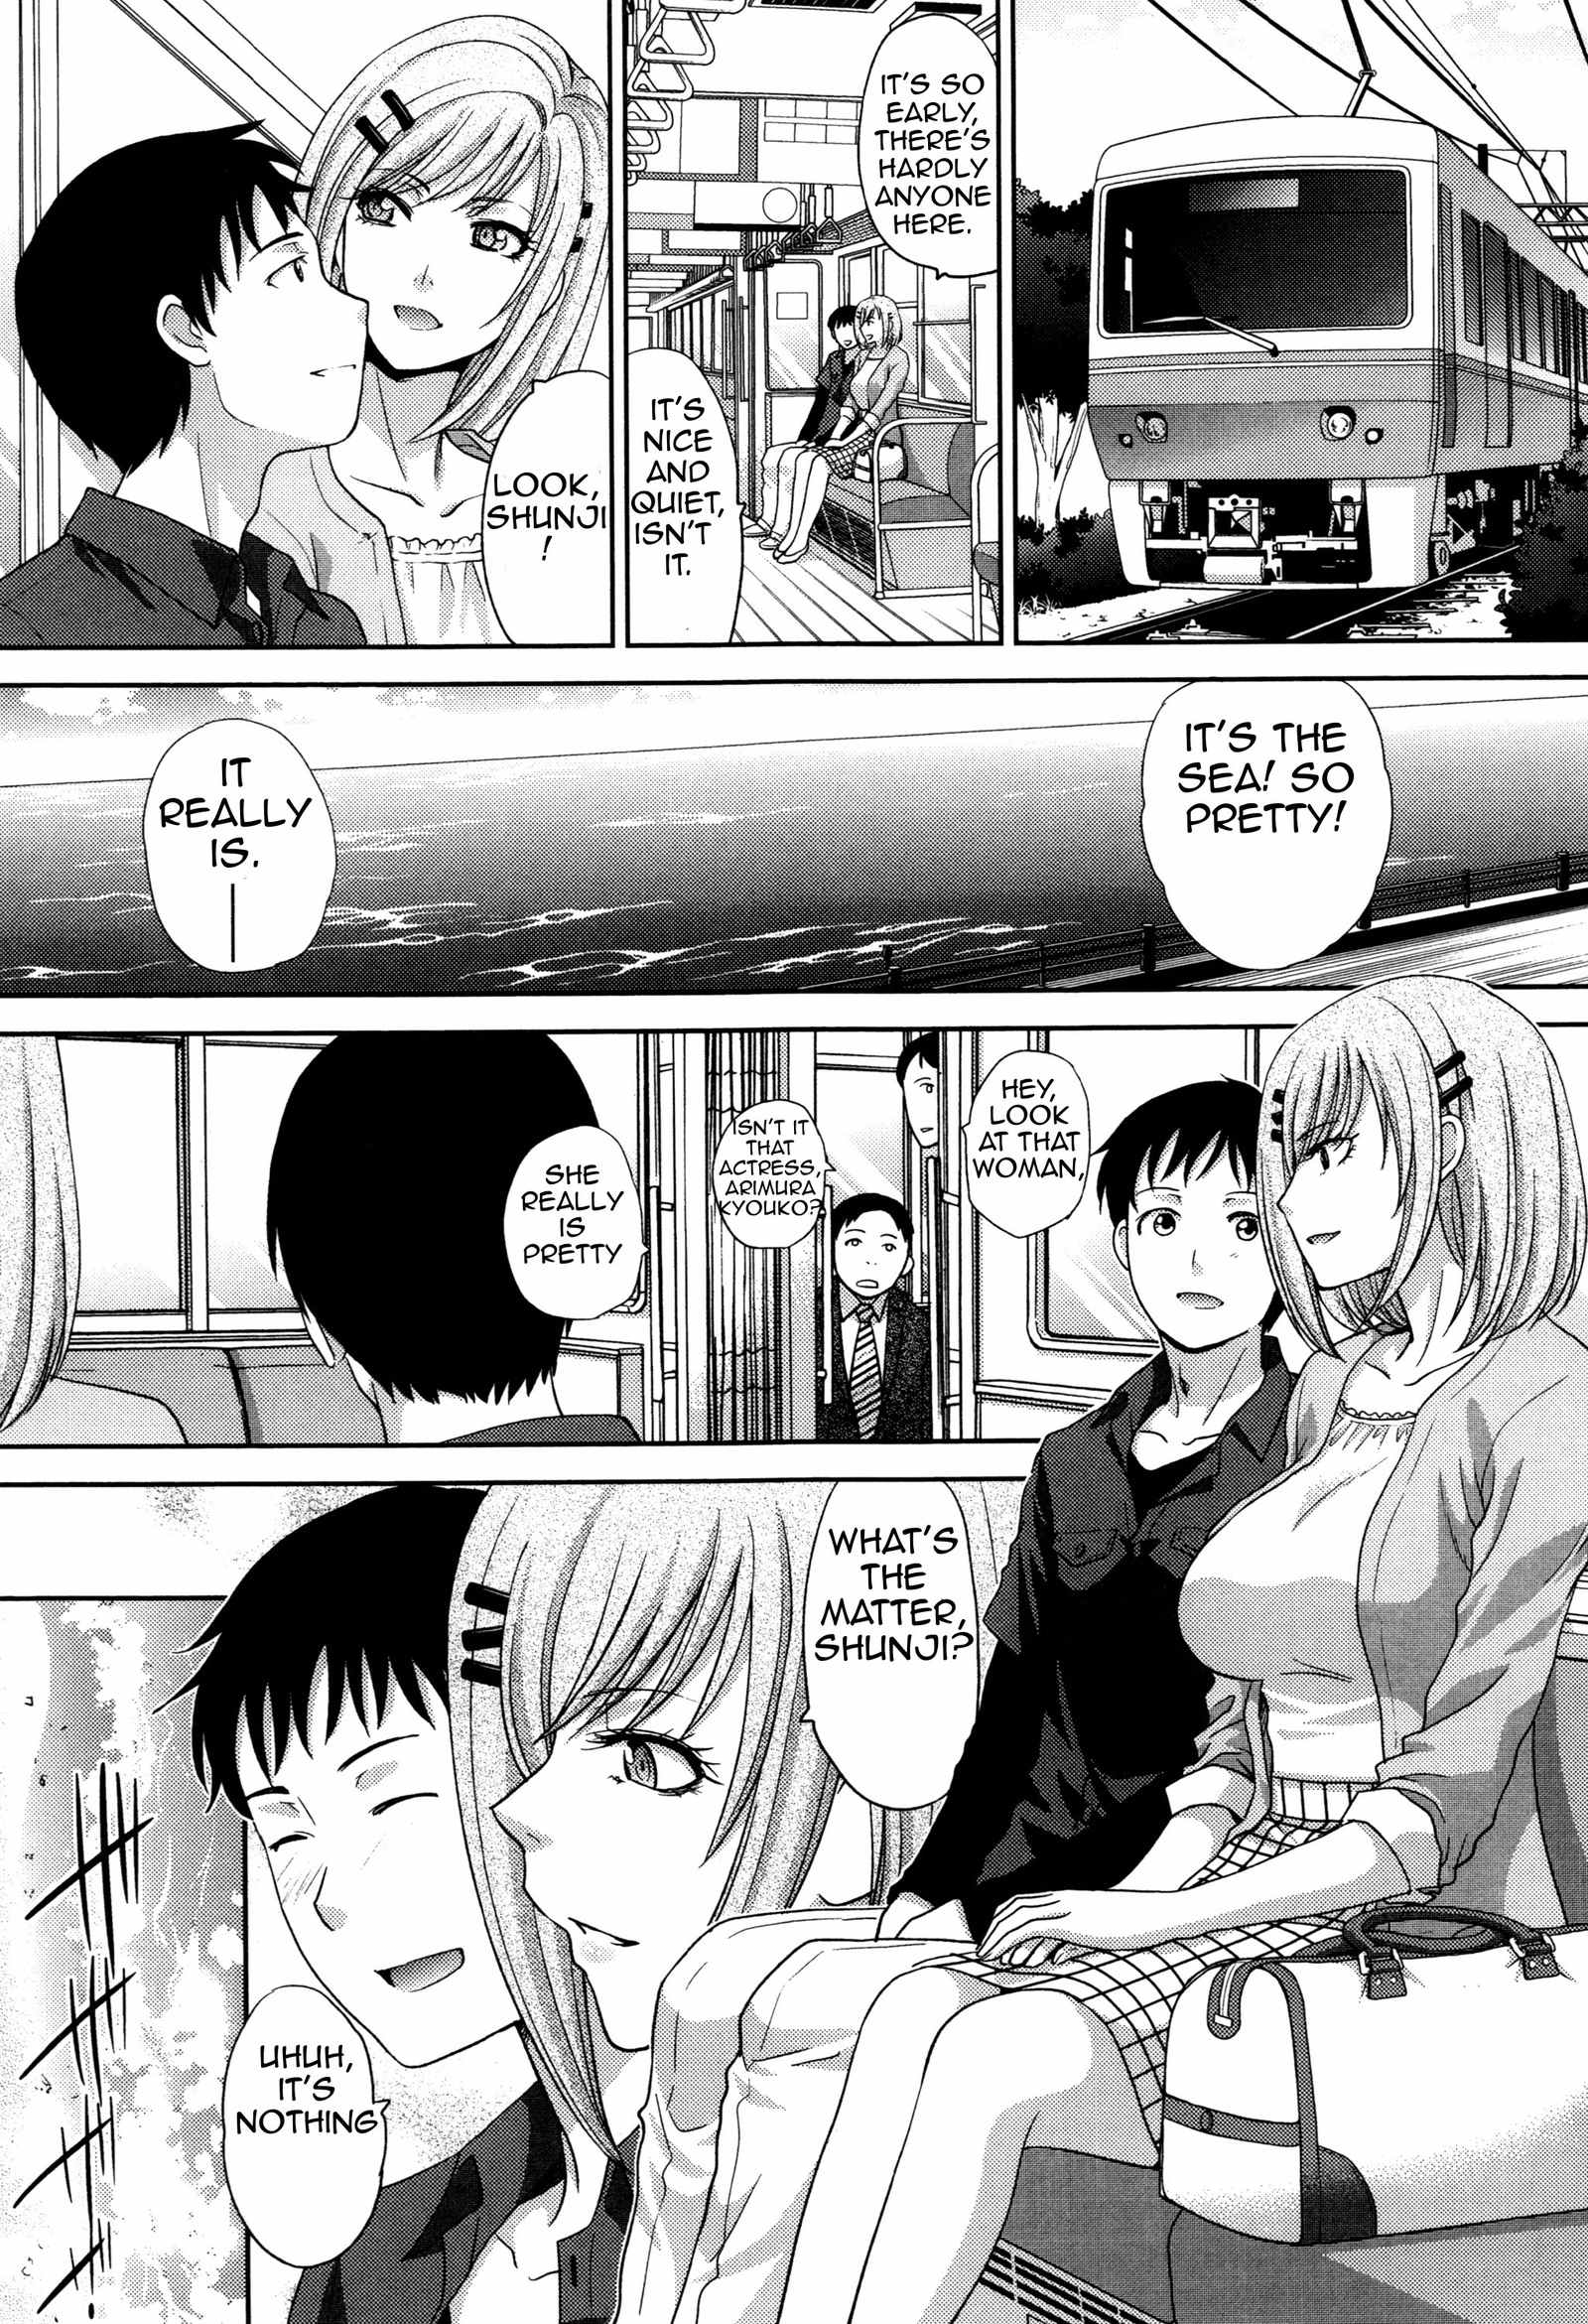 IT'S SO
EARLY,
THERE'S
HARDLY
ANYONE
HERE.
IT'S
NICE
AND
QUIET,
ISN'T
IT.
LOOK,
SHUNJI
!
IT'S THE
SEA! SO
PRETTY!
IT
REALLY
IS.
HEY,
LOOK
AT THAT
WOMAN,
ISN'T IT
THAT
ACTRESS,
ARIMURA
KYOUKO?
SHE
REALLY
IS
PRETTY
WHAT'S
THE
MATTER,
SHUNJI?
UHUH,
IT'S
NOTHING